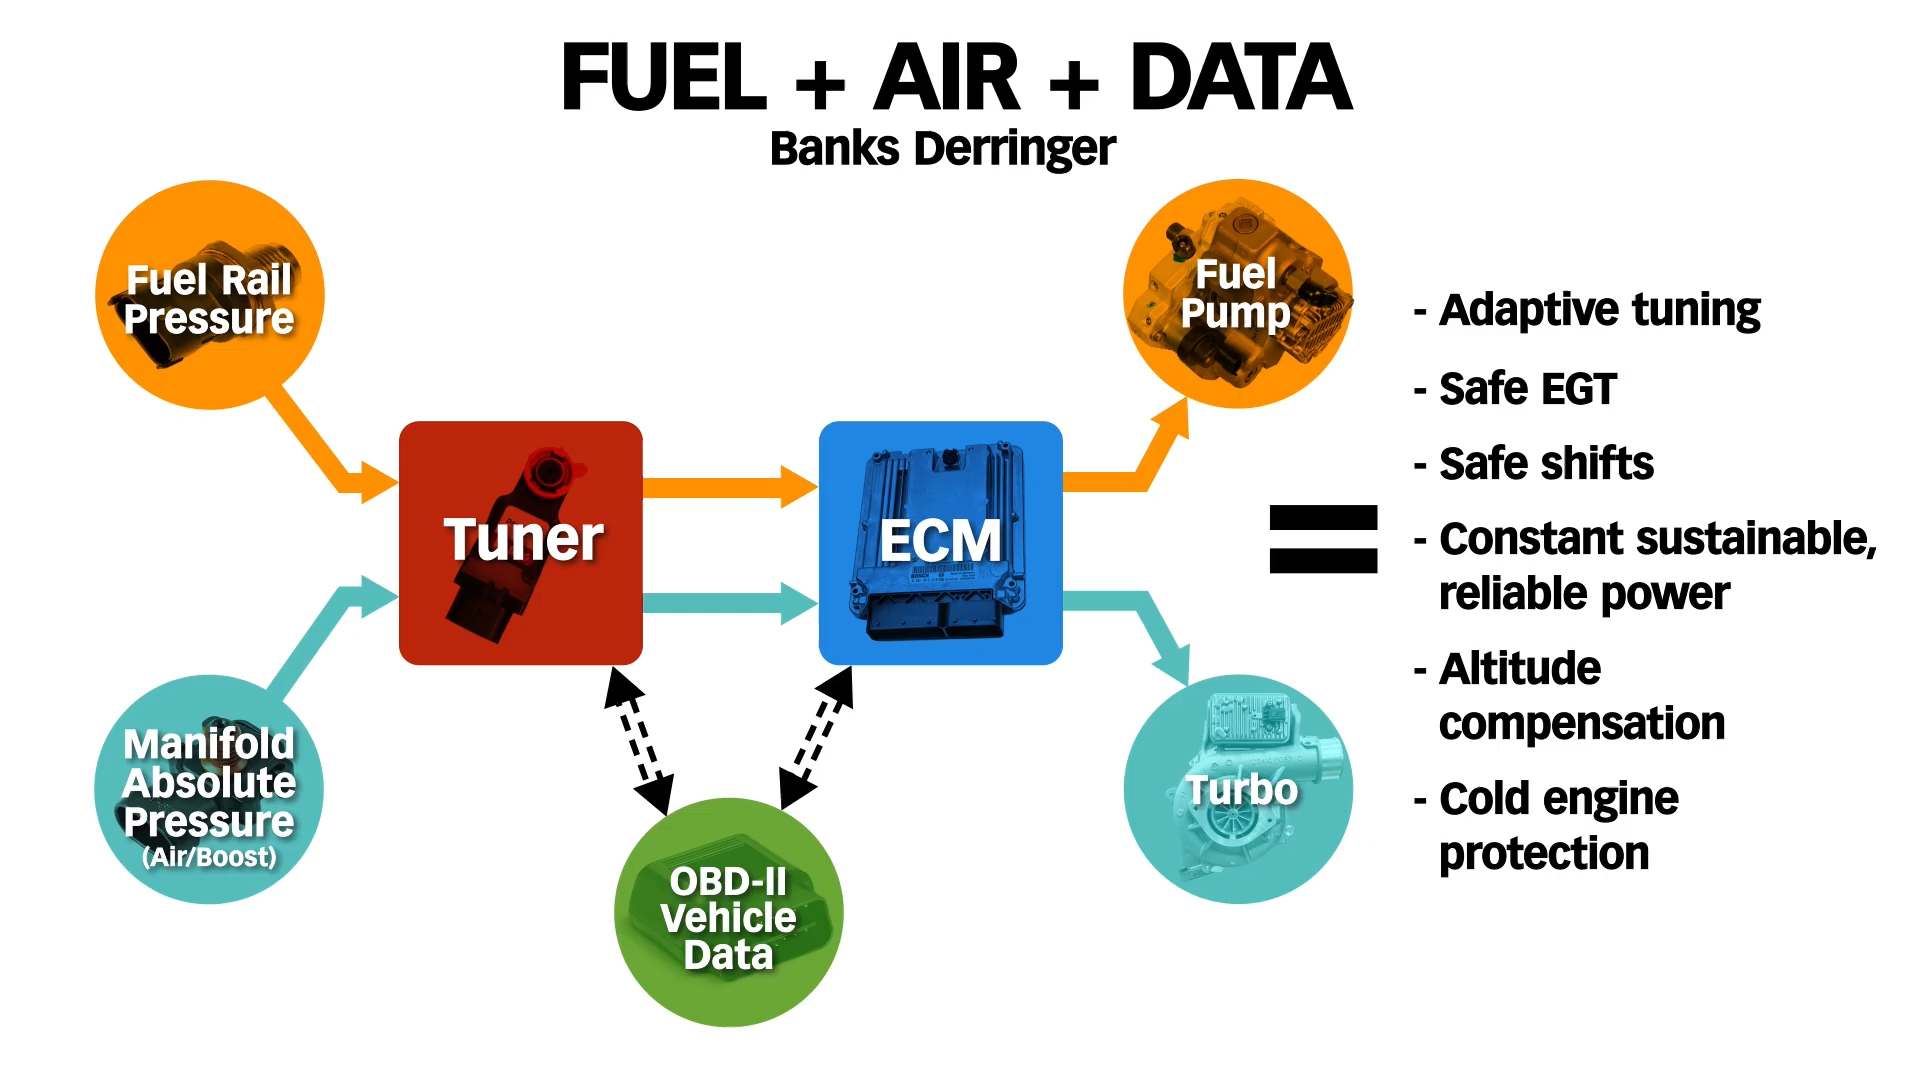 FUEL + AIR + DATA
Banks Derringer
Fuel Rail
Pressure
Manifold
Absolute
Pressure
(Air/Boost)
Tuner
ECM
BOSCH
OBD-II
Vehicle
Data
Fuel
Pump
Turbo
- Adaptive tuning
- Safe EGT
- Safe shifts
- Constant sustainable,
reliable power
- Altitude
compensation
- Cold engine
protection